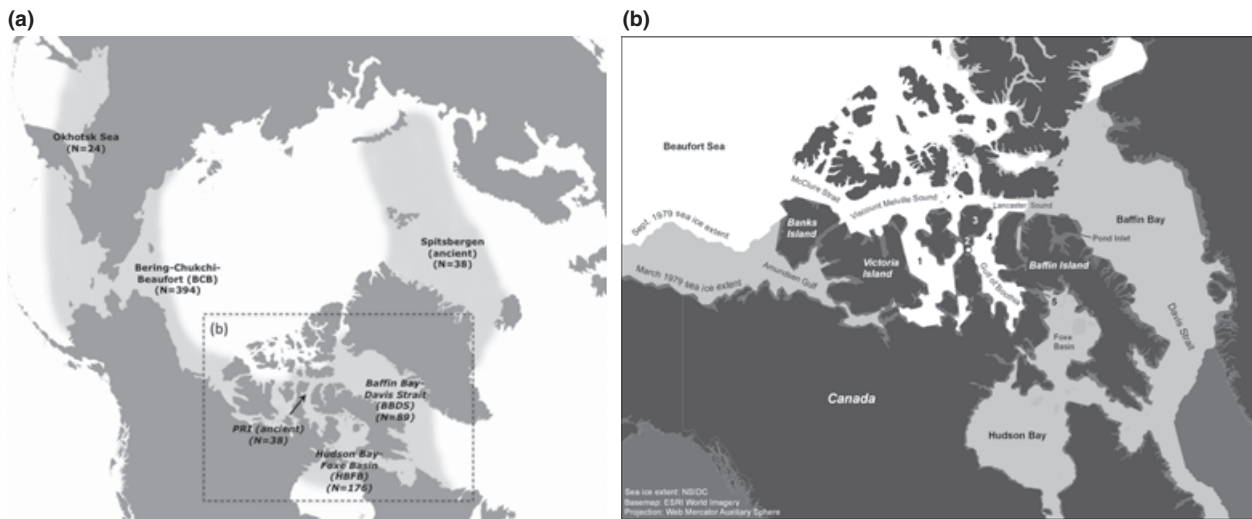 (a)
Okhotsk Sea
(N=24)
Bering-Chukchi-
Beaufort (BCB)
(N=394)
Spitsbergen
(ancient)
(N=38)
(b)
Baffin Bay-
Davis Strait
(BBDS)
(N=89)
PRI (ancient)
(N=38)
Hudson Bay-
Foxe Basin
(HBFB)
(N=176)
(b)
Beaufort Sea
McClure Strait
Viscount Melville Sound
Lancaster Sound
Sept. 1979 sea ice extent
Banks
Island
Baffin Bay
3
Pond Inlet
2
4
March 1979 sea ice extent
Amundsen Gulf
Victoria
Island
1
Gulf of Boothia
Baffin Island
5
Foxe
Basin
Davis Strait
Canada
Hudson Bay
Sea ice extent: NSIDC
Basemap: ESRI World Imagery
Projection: Web Mercator Auxiliary Sphere